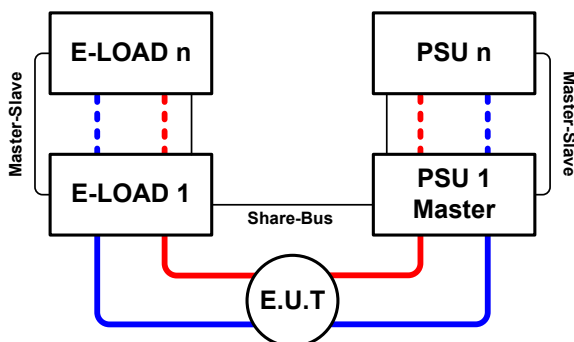 E-LOAD n
PSU n
Master-Slave
Master-Slave
E-LOAD 1
PSU 1
Master
Share-Bus
E.U.T